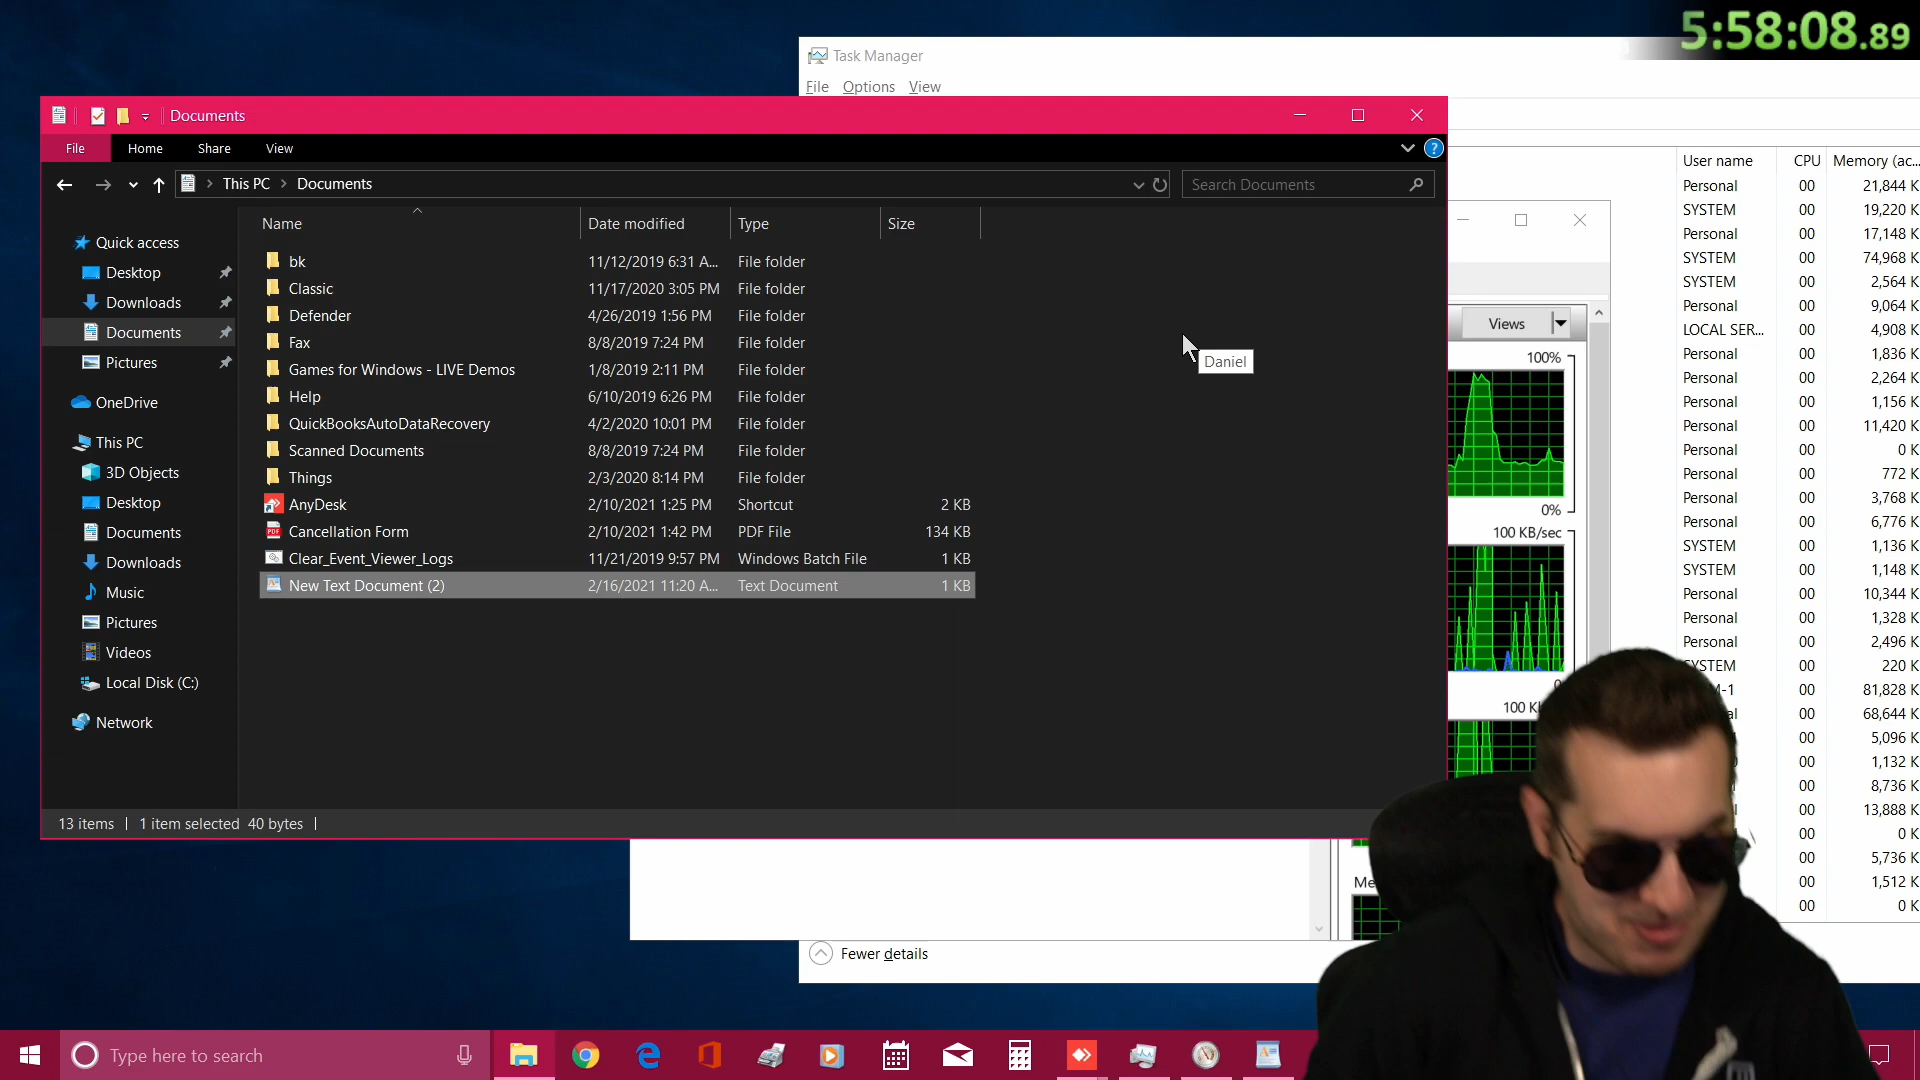 5:58:08.89
Task Manager
File Options View
Documents
File Home Share View
This PC Documents
Search Documents
Name Date modified Type Size
Quick access
Desktop
Downloads
Documents
Pictures
OneDrive
This PC
3D Objects
Desktop
Documents
Downloads
Music
Pictures
Videos
Local Disk (C:)
Network
bk 11/12/2019 6:31 A... File folder
Classic 11/17/2020 3:05 PM File folder
Defender 4/26/2019 1:56 PM File folder
Fax 8/8/2019 7:24 PM File folder
Games for Windows - LIVE Demos 1/8/2019 2:11 PM File folder
Help 6/10/2019 6:26 PM File folder
QuickBooksAutoDataRecovery 4/2/2020 10:01 PM File folder
Scanned Documents 8/8/2019 7:24 PM File folder
Things 2/3/2020 8:14 PM File folder
AnyDesk 2/10/2021 1:25 PM Shortcut 2 KB
Cancellation Form 2/10/2021 1:42 PM PDF File 134 KB
Clear_Event_Viewer_Logs 11/21/2019 9:57 PM Windows Batch File 1 KB
New Text Document (2) 2/16/2021 11:20 A... Text Document 1 KB
13 items 1 item selected 40 bytes
Daniel
Views
100%
0%
100 KB/sec
0
100
User name CPU Memory (ac...
Personal 00 21,844 K
SYSTEM 00 19,220 K
Personal 00 17,148 K
SYSTEM 00 74,968 K
SYSTEM 00 2,564 K
Personal 00 9,064 K
LOCAL SER... 00 4,908 K
Personal 00 1,836 K
Personal 00 2,264 K
Personal 00 1,156 K
Personal 00 11,420 K
Personal 00 0 K
Personal 00 772 K
Personal 00 3,768 K
Personal 00 6,776 K
SYSTEM 00 1,136 K
SYSTEM 00 1,148 K
Personal 00 10,344 K
Personal 00 1,328 K
Personal 00 2,496 K
SYSTEM 00 220 K
M-1 00 81,828 K
al 00 68,644 K
00 5,096 K
00 1,132 K
00 8,736 K
00 13,888 K
00 0 K
00 5,736 K
00 1,512 K
00 0 K
Fewer details
Type here to search